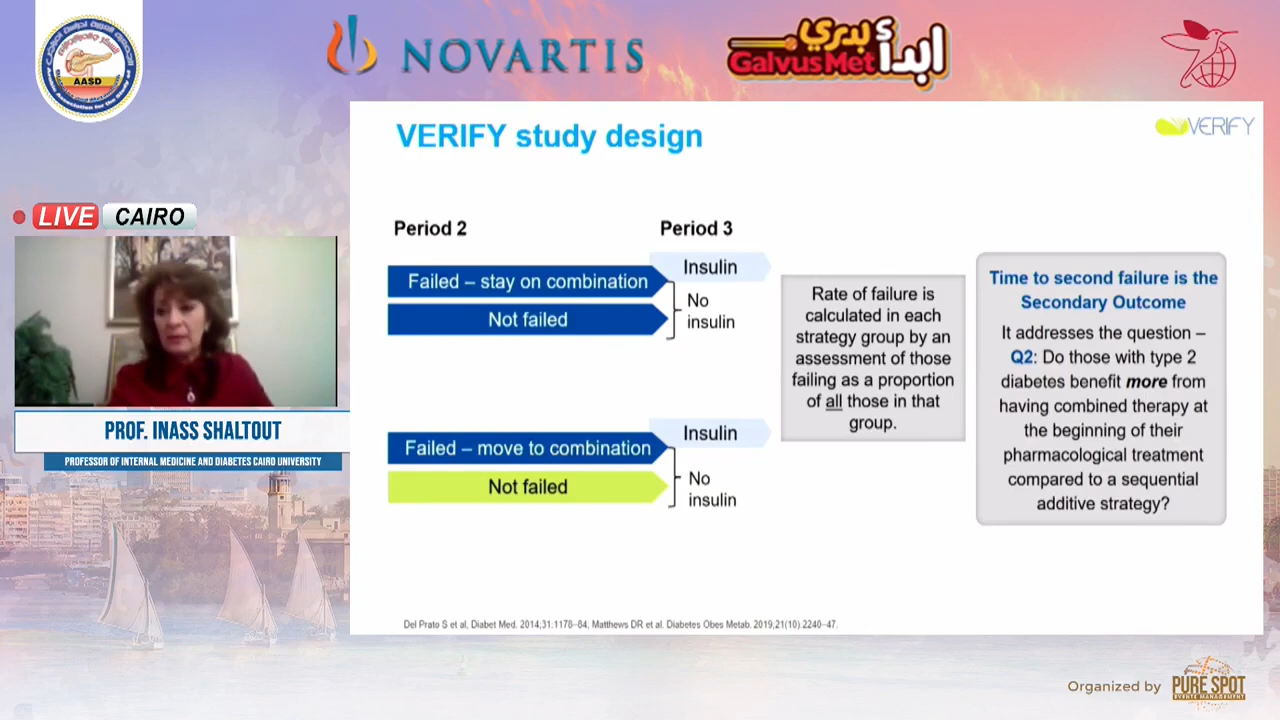 AASD
NOVARTIS
ابدأ بدري
GalvusMet
VERIFY study design
VERIFY
LIVE
CAIRO
Period 2
Period 3
Failed – stay on combination
Insulin
Not failed
No
insulin
Failed – move to combination
Insulin
Not failed
No
insulin
Rate of failure is
calculated in each
strategy group by an
assessment of those
failing as a proportion
of all those in that
group.
Time to second failure is the
Secondary Outcome
It addresses the question –
Q2: Do those with type 2
diabetes benefit more from
having combined therapy at
the beginning of their
pharmacological treatment
compared to a sequential
additive strategy?
PROF. INASS SHALTOUT
PROFESSOR OF INTERNAL MEDICINE AND DIABETES CAIRO UNIVERSITY
Del Prato S et al, Diabet Med. 2014;31:1178–84, Matthews DR et al. Diabetes Obes Metab. 2019;21(10).2240–47.
Organized by
PURE SPOT
EVENTS MANAGEMENT